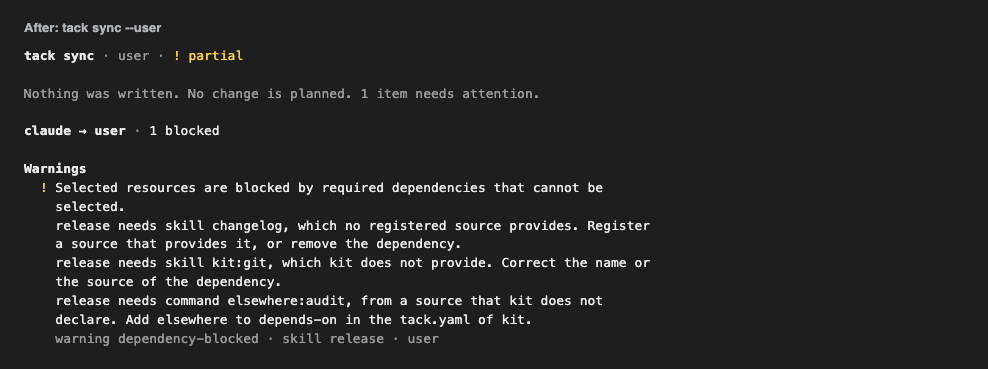 After: tack sync --user
tack sync · user · ! partial
Nothing was written. No change is planned. 1 item needs attention.
claude → user · 1 blocked
Warnings
! Selected resources are blocked by required dependencies that cannot be
selected.
release needs skill changelog, which no registered source provides. Register
a source that provides it, or remove the dependency.
release needs skill kit:git, which kit does not provide. Correct the name or
the source of the dependency.
release needs command elsewhere:audit, from a source that kit does not
declare. Add elsewhere to depends-on in the tack.yaml of kit.
warning dependency-blocked · skill release · user